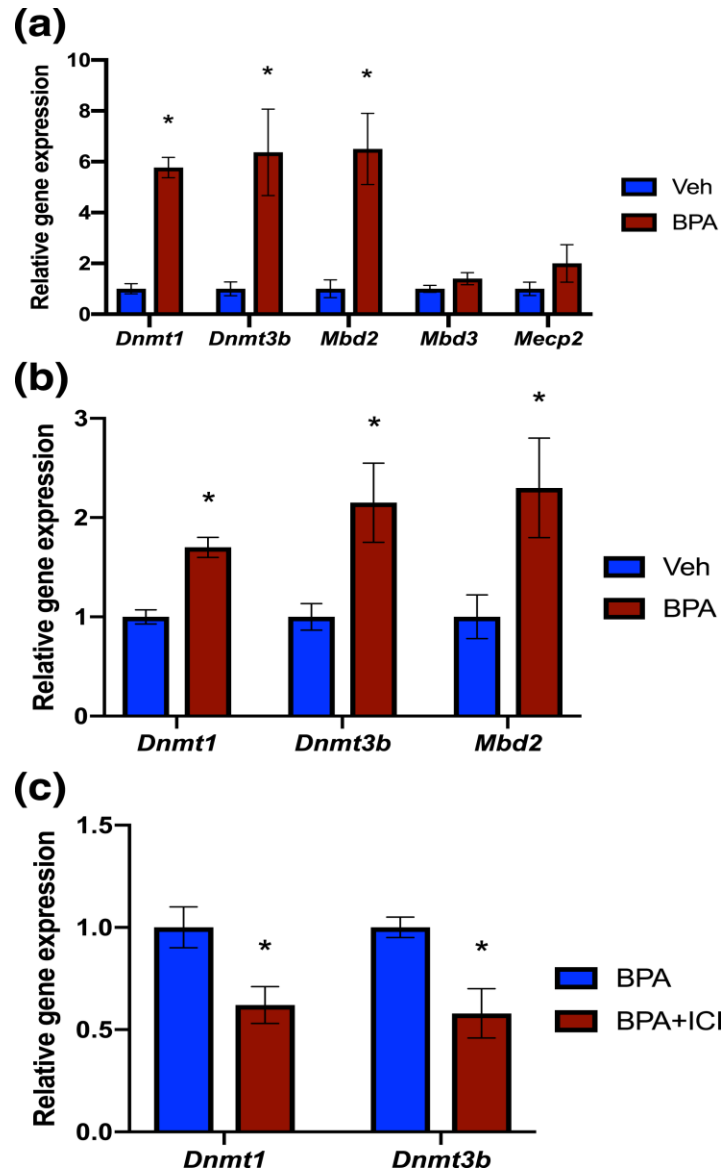 (a)
Relative gene expression
10
8
6
4
2
0
*
*
*
Dnmt1 Dnmt3b Mbd2 Mbd3 Mecp2
Veh
BPA
(b)
Relative gene expression
3
2
1
0
*
*
*
Dnmt1 Dnmt3b Mbd2
Veh
BPA
(c)
Relative gene expression
1.5
1.0
0.5
0.0
*
*
Dnmt1 Dnmt3b
BPA
BPA+ICI